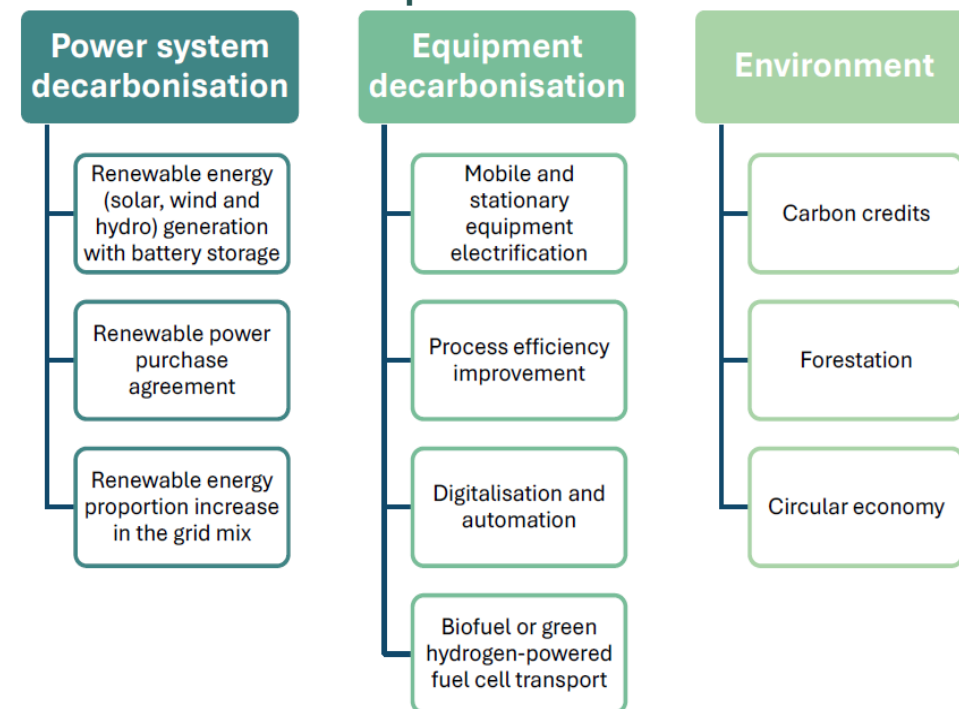 Power system
decarbonisation
Renewable energy
(solar, wind and
hydro) generation
with battery storage
Renewable power
purchase
agreement
Renewable energy
proportion increase
in the grid mix
Equipment
decarbonisation
Mobile and
stationary
equipment
electrification
Process efficiency
improvement
Digitalisation and
automation
Biofuel or green
hydrogen-powered
fuel cell transport
Environment
Carbon credits
Forestation
Circular economy